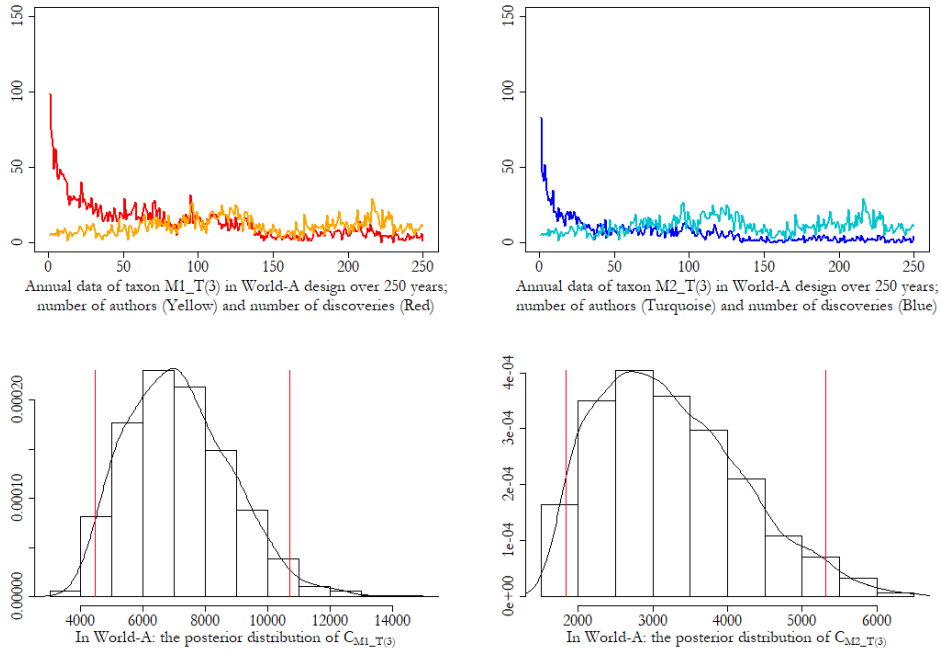 150
100
50
0
0 50 100 150 200 250
Annual data of taxon M1_T(3) in World-A design over 250 years;
number of authors (Yellow) and number of discoveries (Red)
150
100
50
0
0 50 100 150 200 250
Annual data of taxon M2_T(3) in World-A design over 250 years;
number of authors (Turquoise) and number of discoveries (Blue)
0.00020
0.00010
0.00000
4000 6000 8000 10000 12000 14000
In World-A: the posterior distribution of C_{M1_T(3)}
4e-04
3e-04
2e-04
1e-04
0e+00
2000 3000 4000 5000 6000
In World-A: the posterior distribution of C_{M2_T(3)}